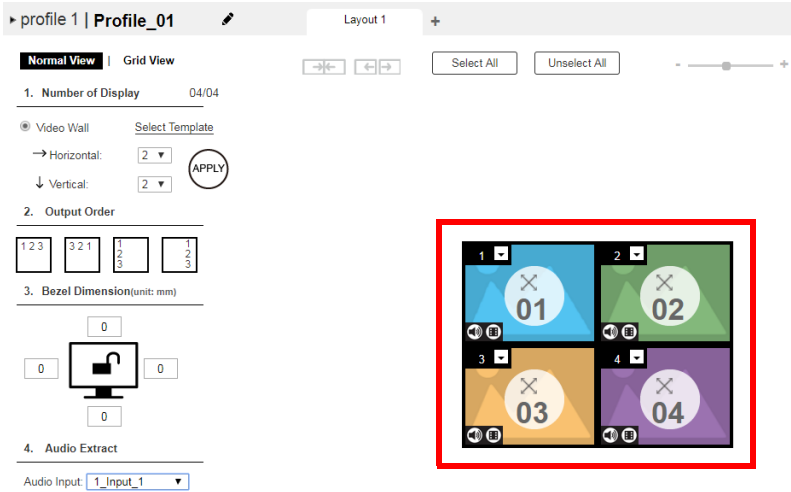 ▸ profile 1 | Profile_01
Layout 1
+
Normal View | Grid View
Select All
Unselect All
- +
1. Number of Display 04/04
Video Wall Select Template
→ Horizontal: 2 ▼
APPLY
↓ Vertical: 2 ▼
2. Output Order
1 2 3
3 2 1
1
2
3
1
2
3
3. Bezel Dimension(unit: mm)
0
0
0
0
4. Audio Extract
Audio Input: 1_Input_1 ▼
1
01
2
02
3
03
4
04